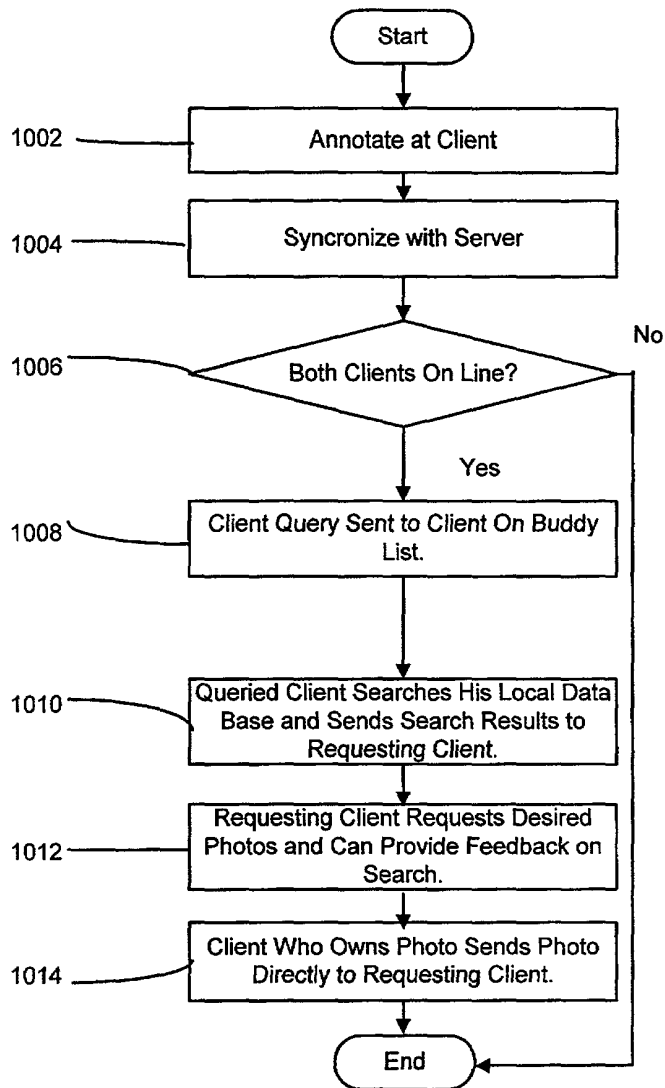 Start
1002
Annotate at Client
1004
Syncronize with Server
No
1006
Both Clients On Line?
Yes
1008
Client Query Sent to Client On Buddy
List.
1010
Queried Client Searches His Local Data
Base and Sends Search Results to
Requesting Client.
1012
Requesting Client Requests Desired
Photos and Can Provide Feedback on
Search.
1014
Client Who Owns Photo Sends Photo
Directly to Requesting Client.
End